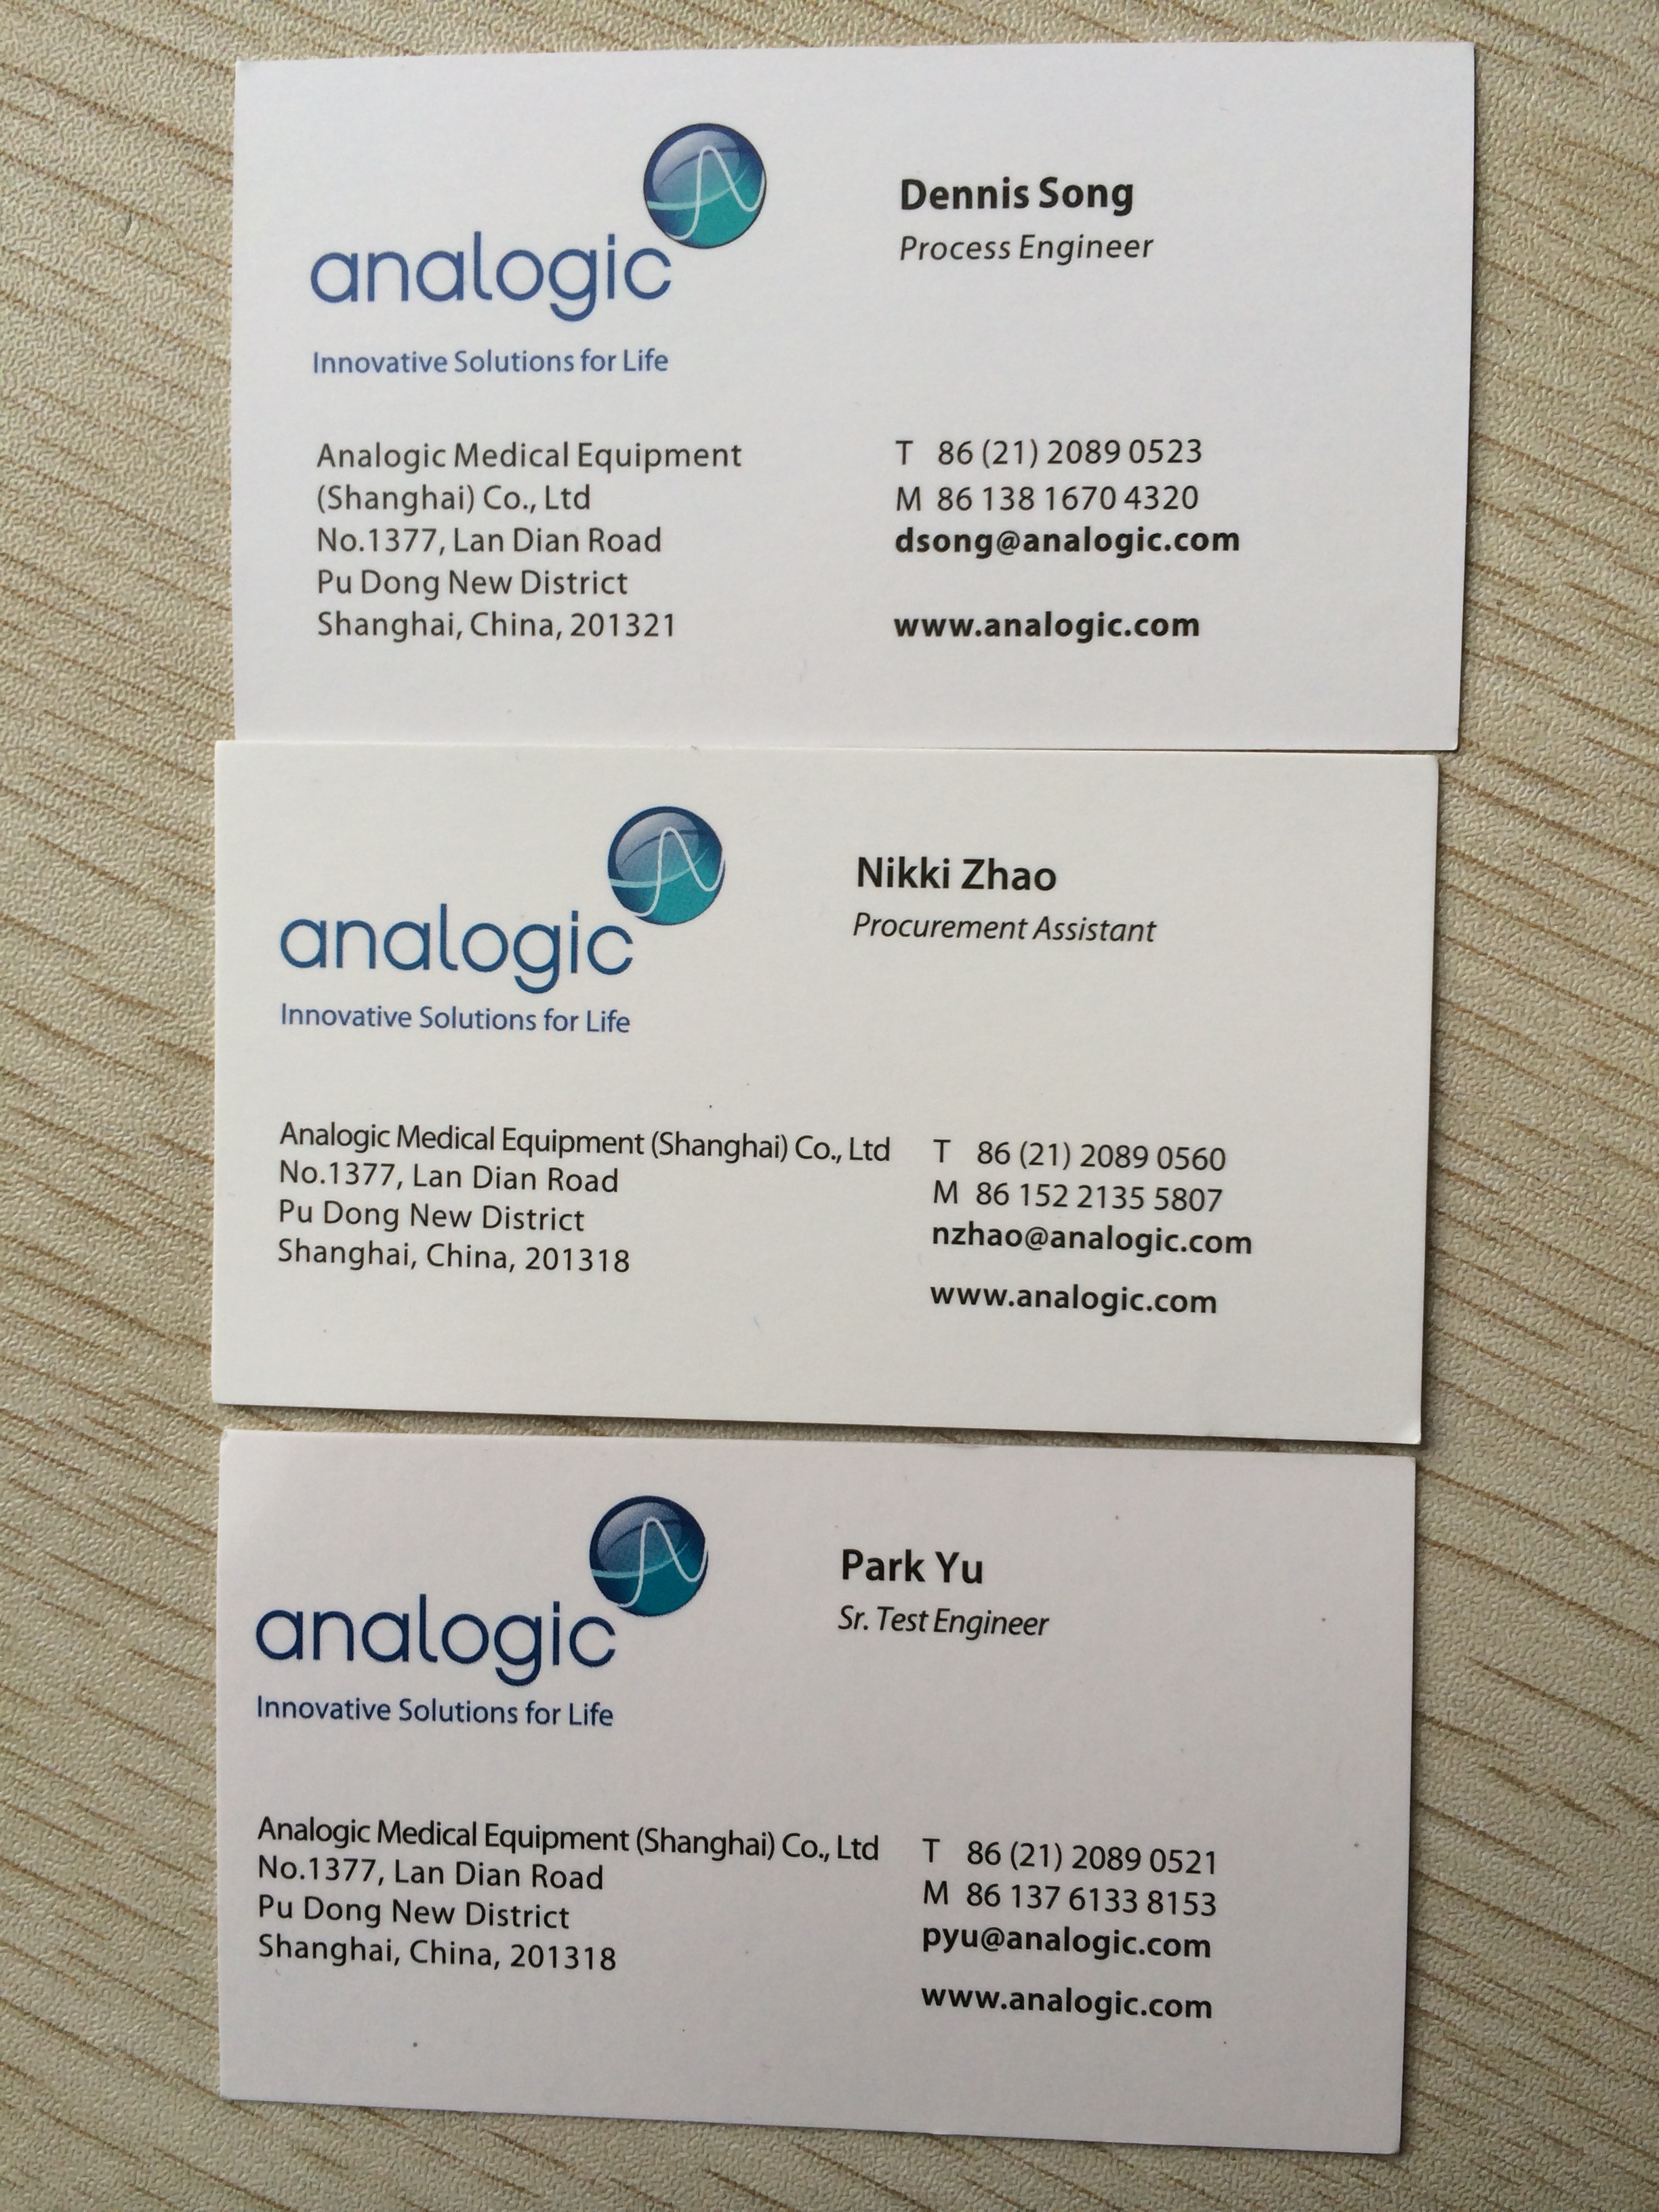 analogic
Innovative Solutions for Life
Dennis Song
Process Engineer
Analogic Medical Equipment
(Shanghai) Co., Ltd
No.1377, Lan Dian Road
Pu Dong New District
Shanghai, China, 201321
T 86 (21) 2089 0523
M 86 138 1670 4320
dsong@analogic.com
www.analogic.com
analogic
Innovative Solutions for Life
Nikki Zhao
Procurement Assistant
Analogic Medical Equipment (Shanghai) Co., Ltd
No.1377, Lan Dian Road
Pu Dong New District
Shanghai, China, 201318
T 86 (21) 2089 0560
M 86 152 2135 5807
nzhao@analogic.com
www.analogic.com
analogic
Innovative Solutions for Life
Park Yu
Sr. Test Engineer
Analogic Medical Equipment (Shanghai) Co., Ltd
No.1377, Lan Dian Road
Pu Dong New District
Shanghai, China, 201318
T 86 (21) 2089 0521
M 86 137 6133 8153
pyu@analogic.com
www.analogic.com